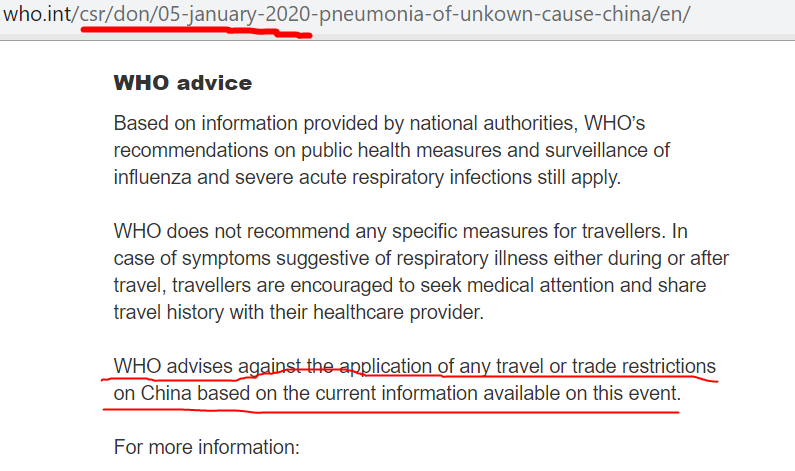 who.int/csr/don/05-january-2020-pneumonia-of-unkown-cause-china/en/
WHO advice
Based on information provided by national authorities, WHO's
recommendations on public health measures and surveillance of
influenza and severe acute respiratory infections still apply.
WHO does not recommend any specific measures for travellers. In
case of symptoms suggestive of respiratory illness either during or after
travel, travellers are encouraged to seek medical attention and share
travel history with their healthcare provider.
WHO advises against the application of any travel or trade restrictions
on China based on the current information available on this event.
For more information: